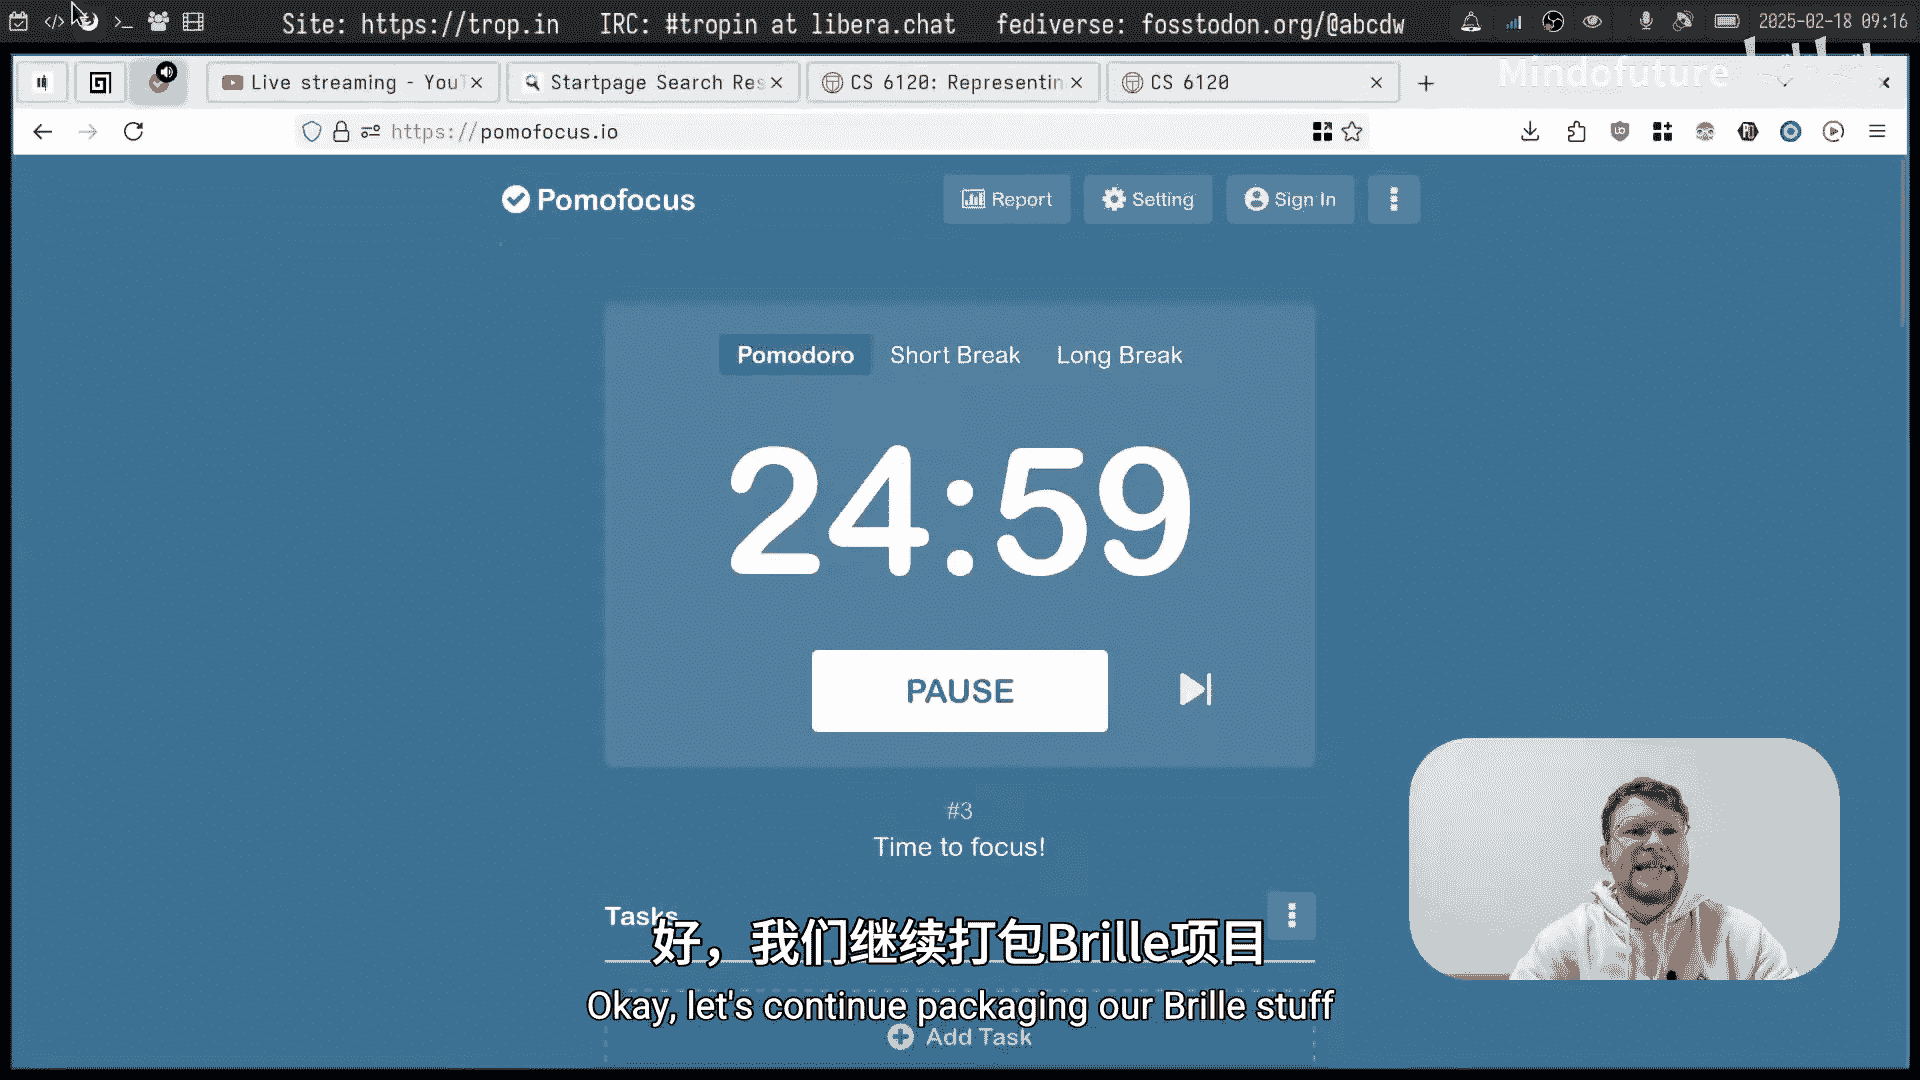 Site: https://trop.in IRC: #tropin at libera.chat fediverse: fosstodon.org/@abcdw
2025-02-18 09:16
Mindofuture
Live streaming - YouT
Startpage Search Res
CS 6120: Representin
CS 6120
https://pomofocus.io
Pomofocus
Report
Setting
Sign In
Pomodoro
Short Break
Long Break
24:59
PAUSE
#3
Time to focus!
Tasks
好，我们继续打包Brille项目
Okay, let's continue packaging our Brille stuff
Add Task